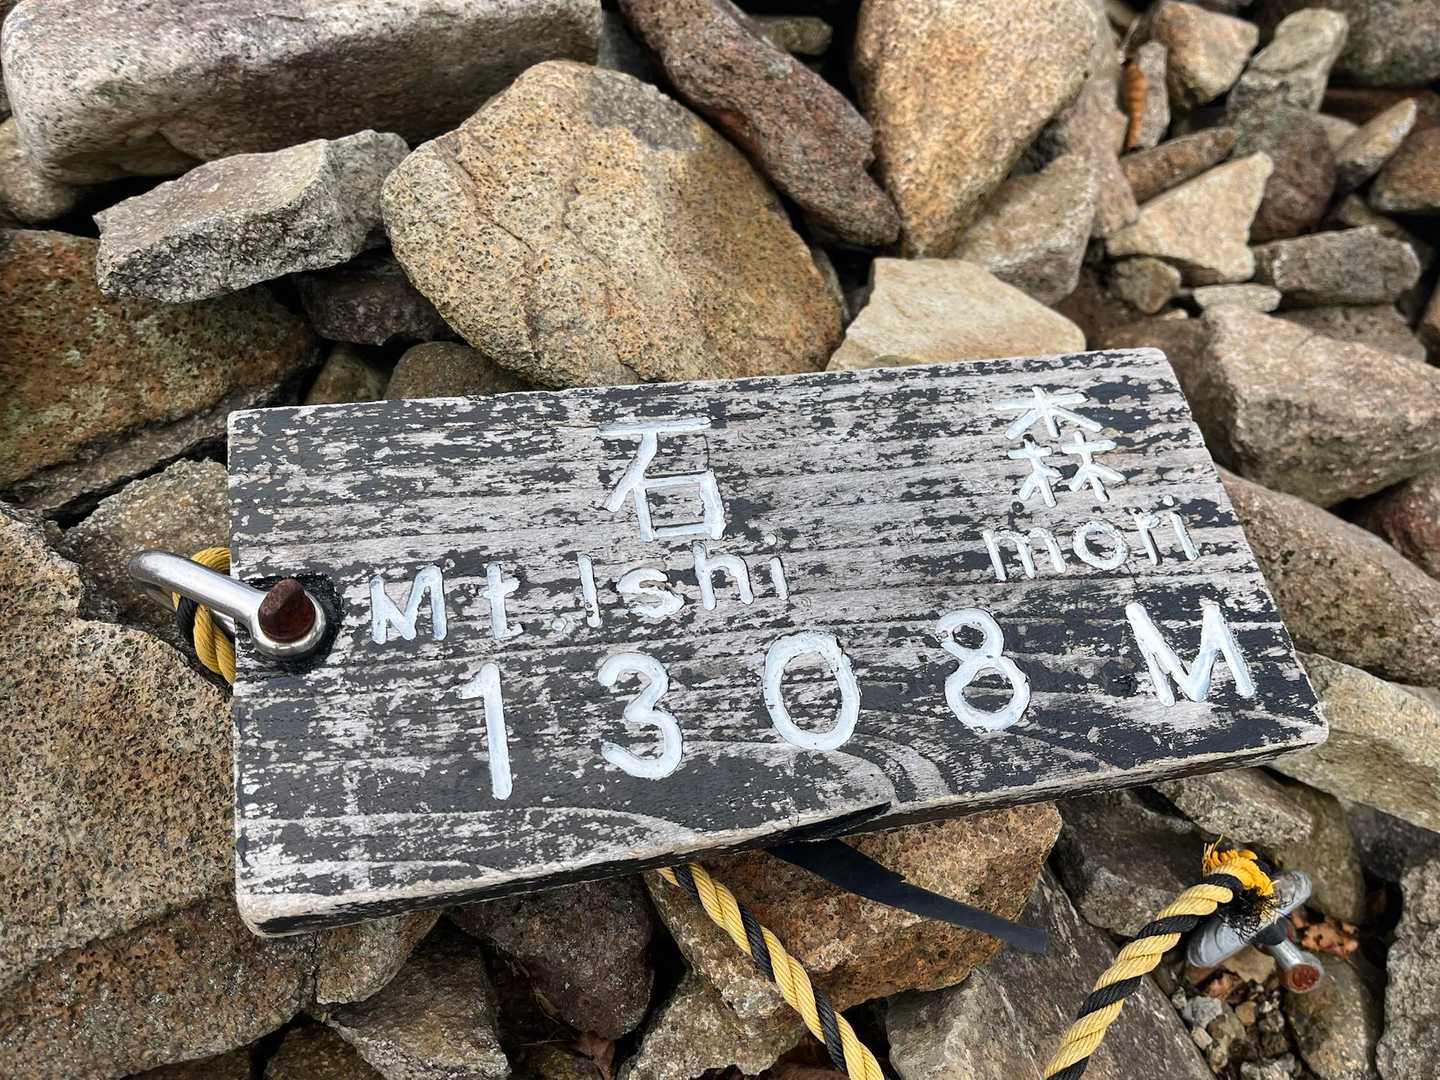 石 森
Mt.Ishi mori
1308M